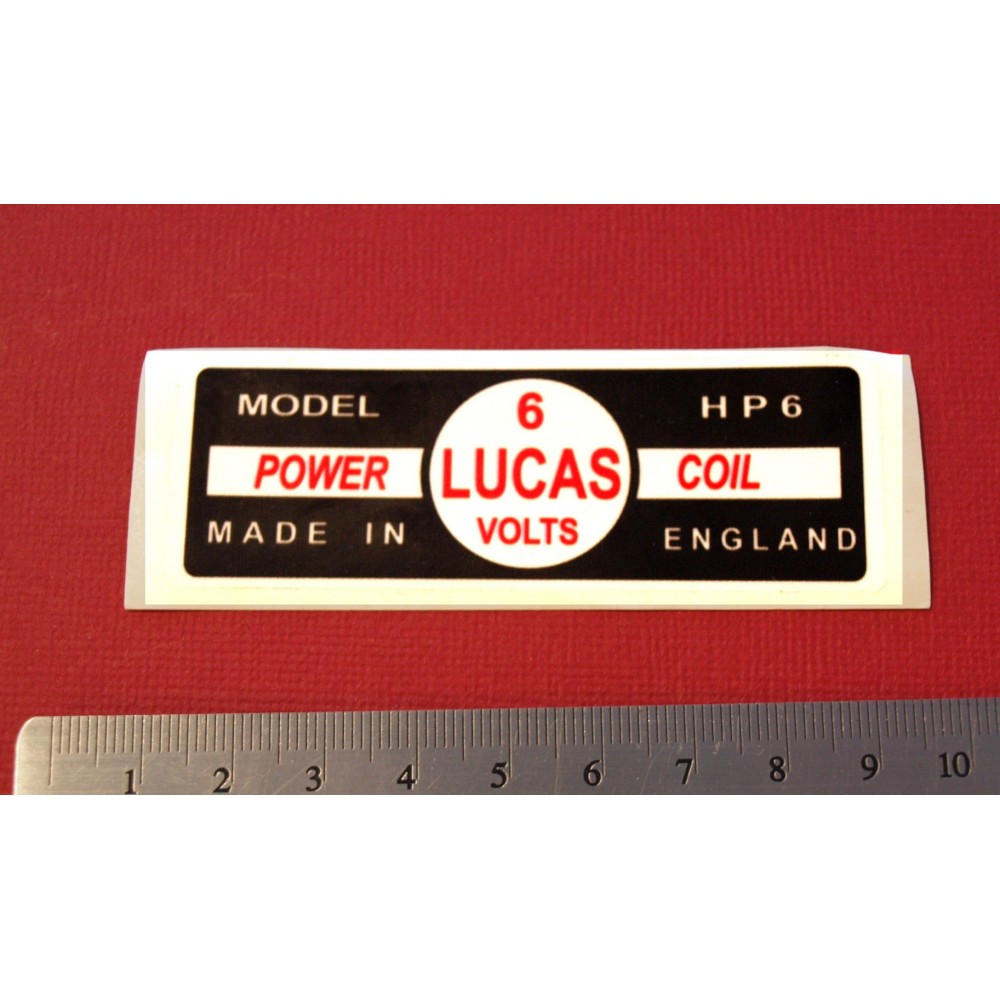 MODEL 6 HP6
POWER LUCAS COIL
MADE IN VOLTS ENGLAND
1 2 3 4 5 6 7 8 9 10